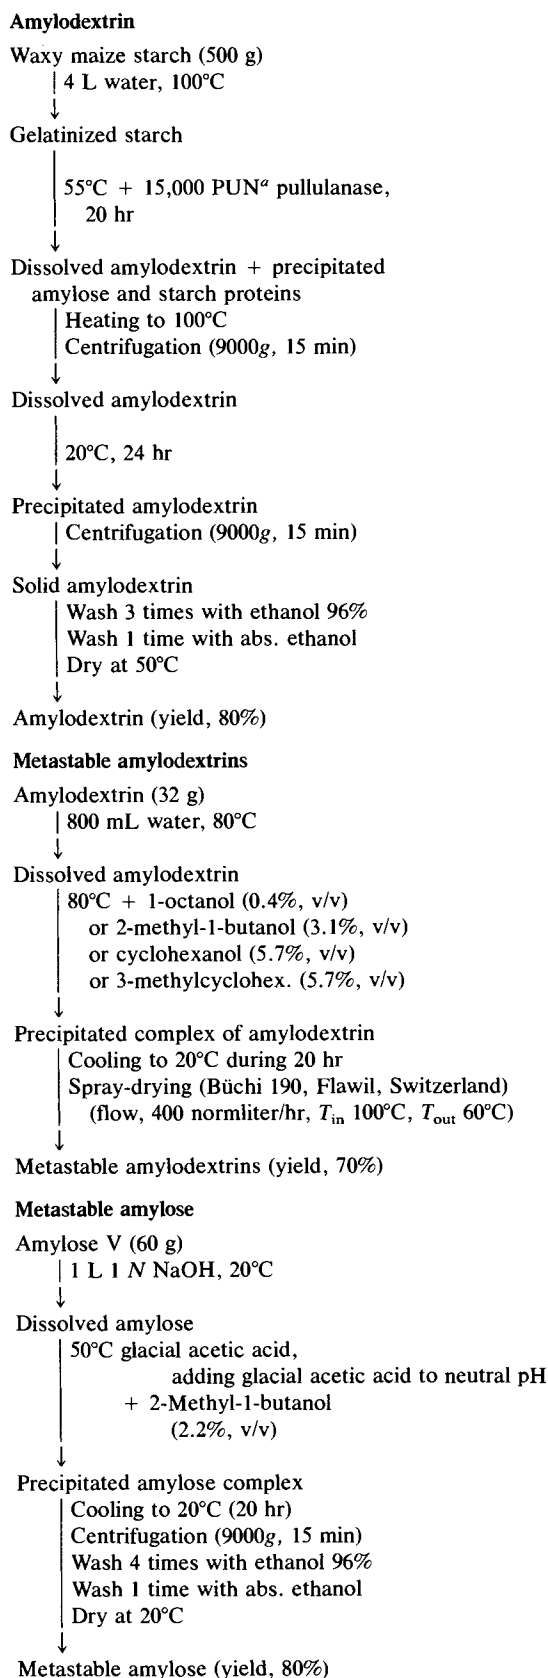 Amylodextrin
Waxy maize starch (500 g)
4 L water, 100°C
Gelatinized starch
55°C + 15,000 PUNᵃ pullulanase,
20 hr
Dissolved amylodextrin + precipitated
amylose and starch proteins
Heating to 100°C
Centrifugation (9000g, 15 min)
Dissolved amylodextrin
20°C, 24 hr
Precipitated amylodextrin
Centrifugation (9000g, 15 min)
Solid amylodextrin
Wash 3 times with ethanol 96%
Wash 1 time with abs. ethanol
Dry at 50°C
Amylodextrin (yield, 80%)
Metastable amylodextrins
Amylodextrin (32 g)
800 mL water, 80°C
Dissolved amylodextrin
80°C + 1-octanol (0.4%, v/v)
or 2-methyl-1-butanol (3.1%, v/v)
or cyclohexanol (5.7%, v/v)
or 3-methylcyclohex. (5.7%, v/v)
Precipitated complex of amylodextrin
Cooling to 20°C during 20 hr
Spray-drying (Büchi 190, Flawil, Switzerland)
(flow, 400 normliter/hr, Tin 100°C, Tout 60°C)
Metastable amylodextrins (yield, 70%)
Metastable amylose
Amylose V (60 g)
1 L 1 N NaOH, 20°C
Dissolved amylose
50°C glacial acetic acid,
adding glacial acetic acid to neutral pH
+ 2-Methyl-1-butanol
(2.2%, v/v)
Precipitated amylose complex
Cooling to 20°C (20 hr)
Centrifugation (9000g, 15 min)
Wash 4 times with ethanol 96%
Wash 1 time with abs. ethanol
Dry at 20°C
Metastable amylose (yield, 80%)